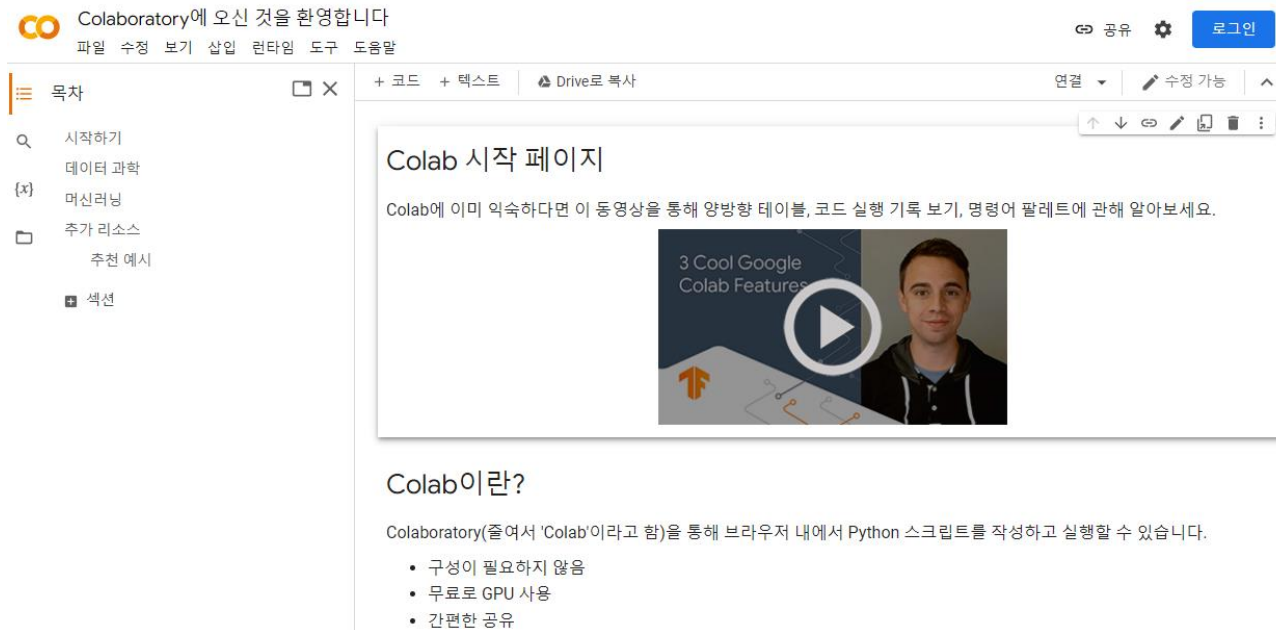 Colaboratory에 오신 것을 환영합니다
파일 수정 보기 삽입 런타임 도구 도움말
공유
로그인
목차
시작하기
데이터 과학
머신러닝
추가 리소스
추천 예시
섹션
{x}
+ 코드 + 텍스트 Drive로 복사
연결 수정 가능
Colab 시작 페이지
Colab에 이미 익숙하다면 이 동영상을 통해 양방향 테이블, 코드 실행 기록 보기, 명령어 팔레트에 관해 알아보세요.
3 Cool Google
Colab Features
Colab이란?
Colaboratory(줄여서 'Colab'이라고 함)을 통해 브라우저 내에서 Python 스크립트를 작성하고 실행할 수 있습니다.
• 구성이 필요하지 않음
• 무료로 GPU 사용
• 간편한 공유